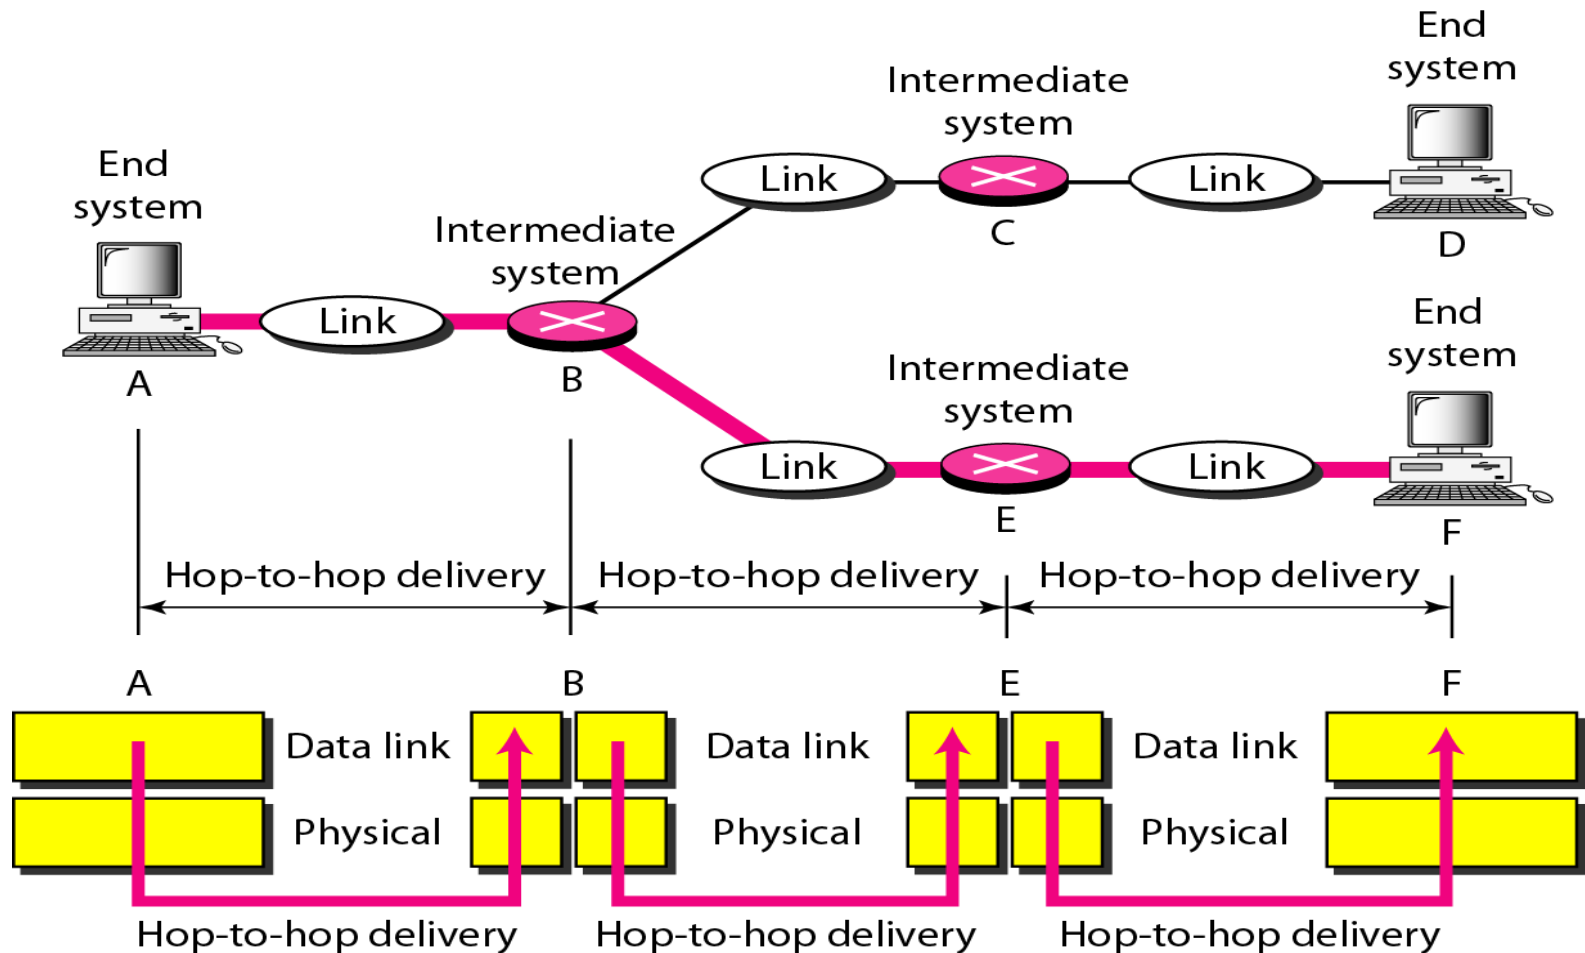 End
system
Intermediate
system
End
system
Link
Link
C
D
Intermediate
system
Link
A
B
End
system
Intermediate
system
Link
Link
E
F
Hop-to-hop delivery
Hop-to-hop delivery
Hop-to-hop delivery
A
B
E
F
Data link
Data link
Data link
Physical
Physical
Physical
Hop-to-hop delivery
Hop-to-hop delivery
Hop-to-hop delivery